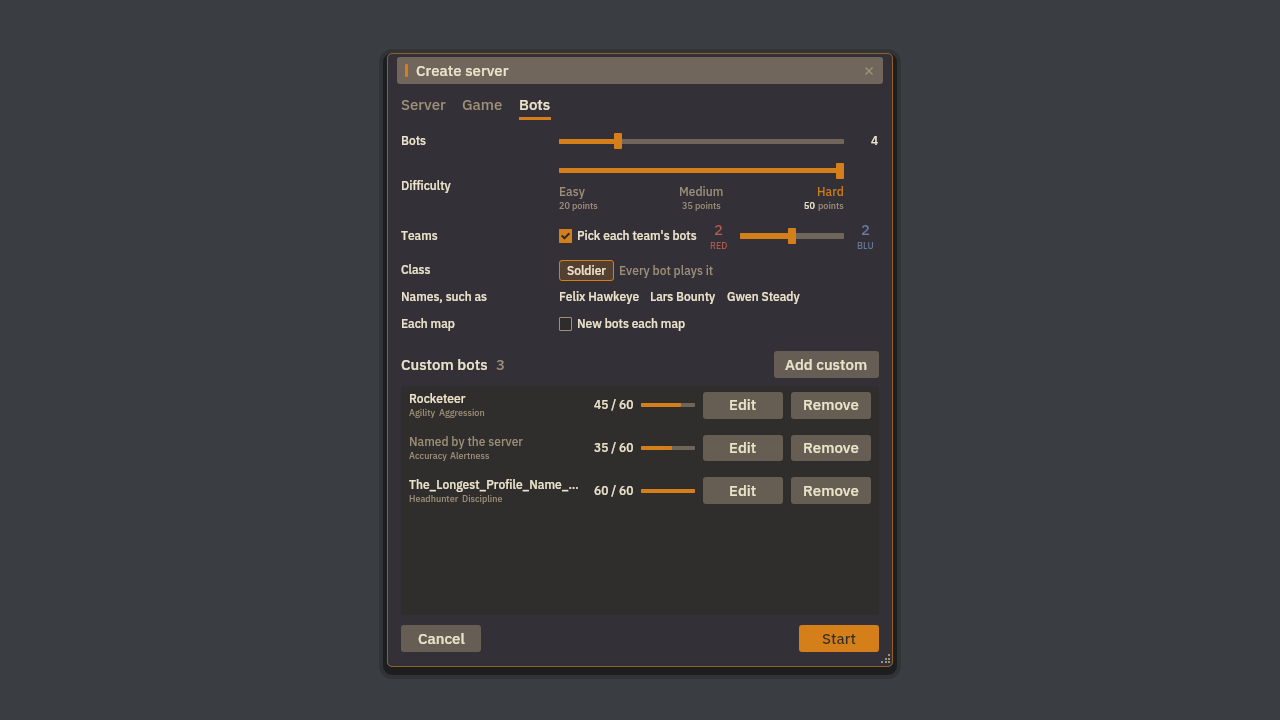 Create server
Server Game Bots
Bots 4
Difficulty
Easy Medium Hard
20 points 35 points 50 points
Teams Pick each team's bots 2 RED 2 BLU
Class Soldier Every bot plays it
Names, such as Felix Hawkeye Lars Bounty Gwen Steady
Each map New bots each map
Custom bots 3 Add custom
Rocketeer
Agility Aggression
45 / 60 Edit Remove
Named by the server
Accuracy Alertness
35 / 60 Edit Remove
The_Longest_Profile_Name_...
Headhunter Discipline
60 / 60 Edit Remove
Cancel Start